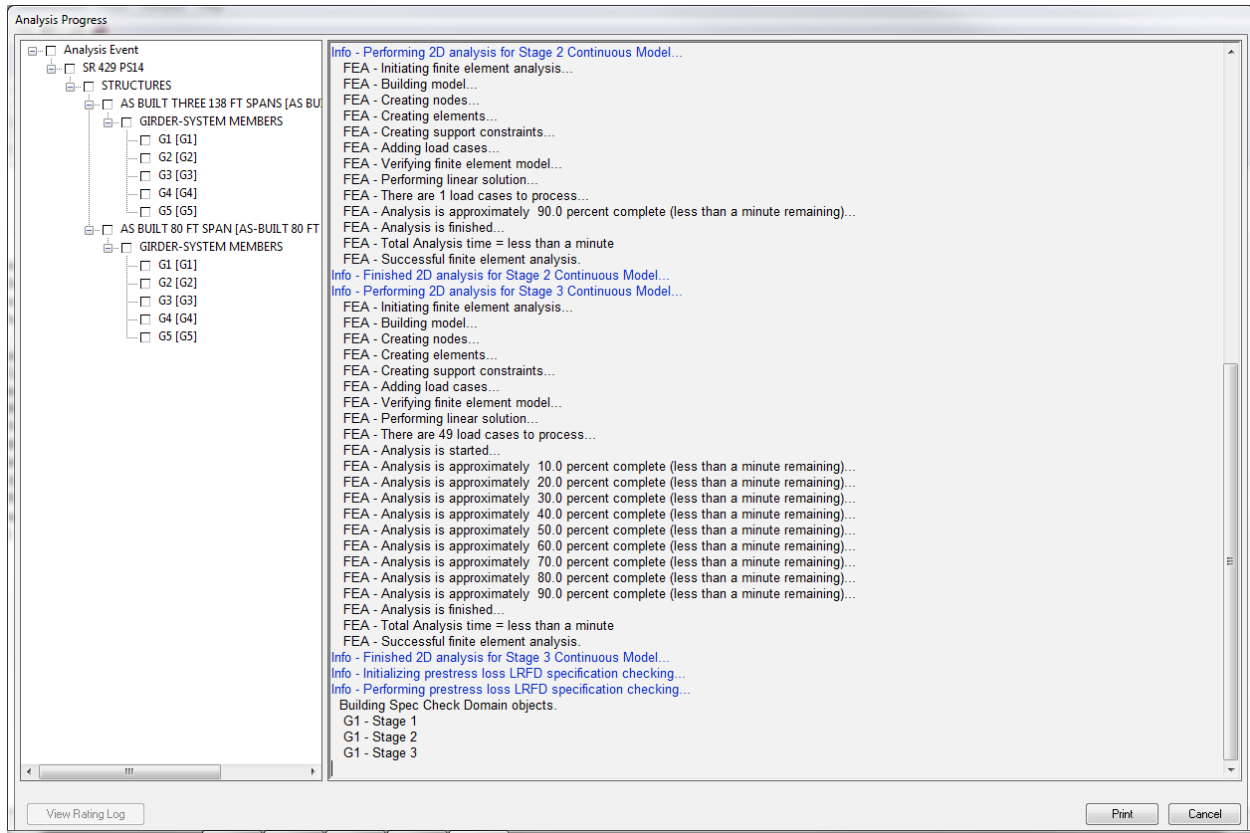 Analysis Progress
Analysis Event
SR 429 PS14
STRUCTURES
AS BUILT THREE 138 FT SPANS [AS BU
GIRDER-SYSTEM MEMBERS
G1 [G1]
G2 [G2]
G3 [G3]
G4 [G4]
G5 [G5]
AS BUILT 80 FT SPAN [AS-BUILT 80 FT
GIRDER-SYSTEM MEMBERS
G1 [G1]
G2 [G2]
G3 [G3]
G4 [G4]
G5 [G5]
Info - Performing 2D analysis for Stage 2 Continuous Model...
FEA - Initiating finite element analysis...
FEA - Building model...
FEA - Creating nodes...
FEA - Creating elements...
FEA - Creating support constraints...
FEA - Adding load cases...
FEA - Verifying finite element model...
FEA - Performing linear solution...
FEA - There are 1 load cases to process...
FEA - Analysis is approximately 90.0 percent complete (less than a minute remaining)...
FEA - Analysis is finished...
FEA - Total Analysis time = less than a minute
FEA - Successful finite element analysis.
Info - Finished 2D analysis for Stage 2 Continuous Model...
Info - Performing 2D analysis for Stage 3 Continuous Model...
FEA - Initiating finite element analysis...
FEA - Building model...
FEA - Creating nodes...
FEA - Creating elements...
FEA - Creating support constraints...
FEA - Adding load cases...
FEA - Verifying finite element model...
FEA - Performing linear solution...
FEA - There are 49 load cases to process...
FEA - Analysis is started...
FEA - Analysis is approximately 10.0 percent complete (less than a minute remaining)...
FEA - Analysis is approximately 20.0 percent complete (less than a minute remaining)...
FEA - Analysis is approximately 30.0 percent complete (less than a minute remaining)...
FEA - Analysis is approximately 40.0 percent complete (less than a minute remaining)...
FEA - Analysis is approximately 50.0 percent complete (less than a minute remaining)...
FEA - Analysis is approximately 60.0 percent complete (less than a minute remaining)...
FEA - Analysis is approximately 70.0 percent complete (less than a minute remaining)...
FEA - Analysis is approximately 80.0 percent complete (less than a minute remaining)...
FEA - Analysis is approximately 90.0 percent complete (less than a minute remaining)...
FEA - Analysis is finished...
FEA - Total Analysis time = less than a minute
FEA - Successful finite element analysis.
Info - Finished 2D analysis for Stage 3 Continuous Model...
Info - Initializing prestress loss LRFD specification checking...
Info - Performing prestress loss LRFD specification checking...
Building Spec Check Domain objects.
G1 - Stage 1
G1 - Stage 2
G1 - Stage 3
View Rating Log
Print
Cancel